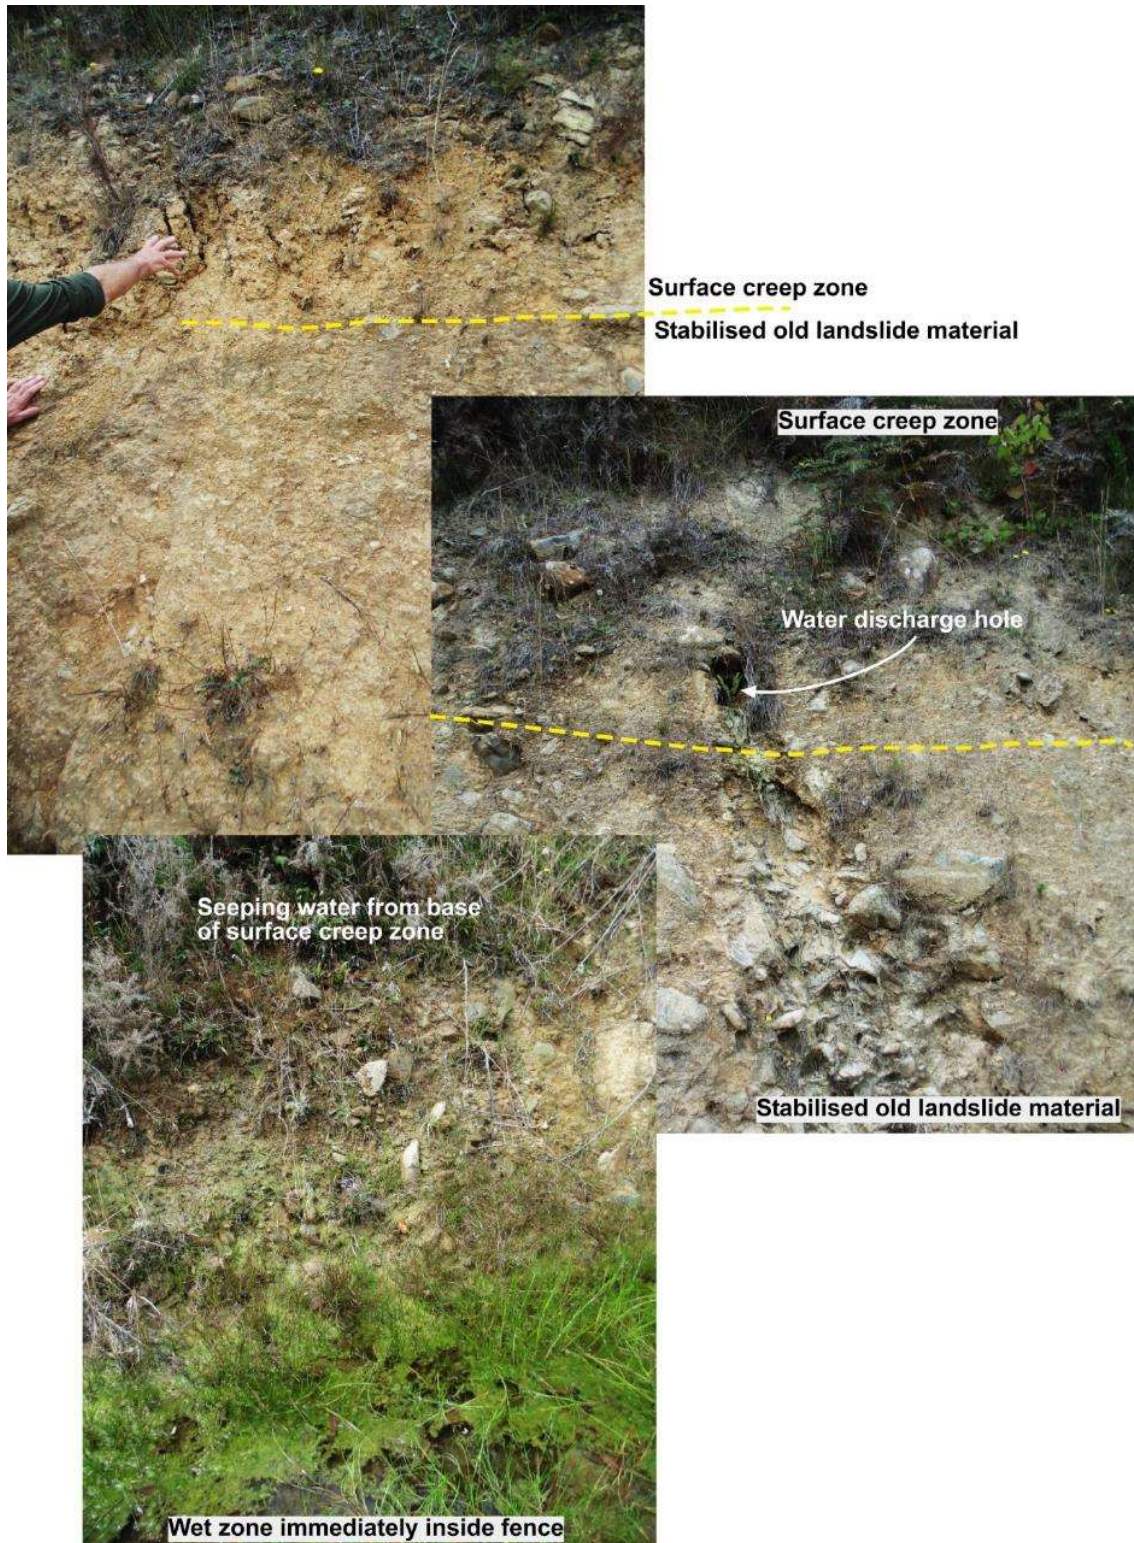 Surface creep zone
Stabilised old landslide material
Surface creep zone
Water discharge hole
Stabilised old landslide material
Seeping water from base
of surface creep zone
Wet zone immediately inside fence